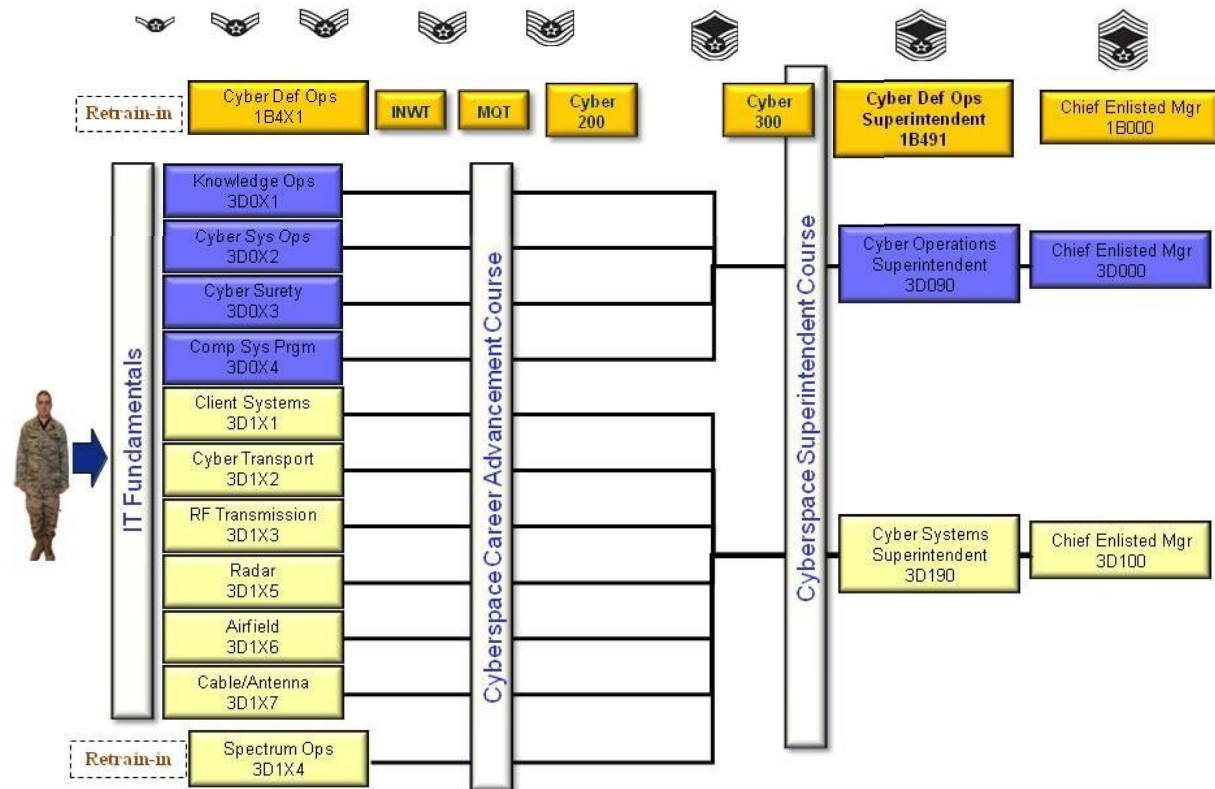 Retrain-in
Cyber Def Ops
1B4X1
INWT
MQT
Cyber
200
Cyber
300
Cyber Def Ops
Superintendent
1B491
Chief Enlisted Mgr
1B000
IT Fundamentals
Knowledge Ops
3D0X1
Cyber Sys Ops
3D0X2
Cyber Surety
3D0X3
Comp Sys Prgm
3D0X4
Client Systems
3D1X1
Cyber Transport
3D1X2
RF Transmission
3D1X3
Radar
3D1X5
Airfield
3D1X6
Cable/Antenna
3D1X7
Retrain-in
Spectrum Ops
3D1X4
Cyberspace Career Advancement Course
Cyberspace Superintendent Course
Cyber Operations
Superintendent
3D090
Chief Enlisted Mgr
3D000
Cyber Systems
Superintendent
3D190
Chief Enlisted Mgr
3D100